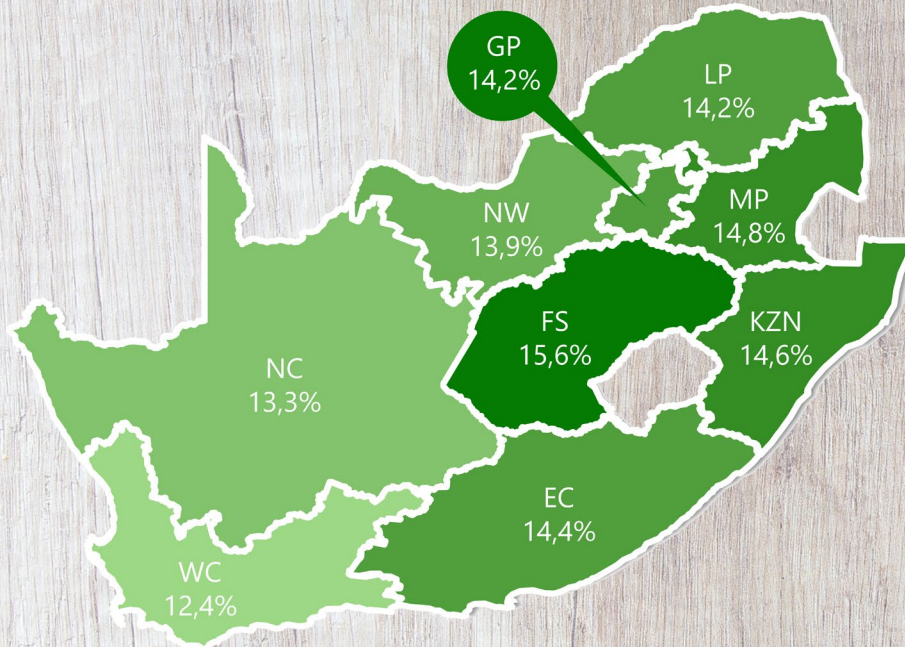 GP
14,2%
LP
14,2%
NW
13,9%
MP
14,8%
FS
15,6%
KZN
14,6%
NC
13,3%
EC
14,4%
WC
12,4%